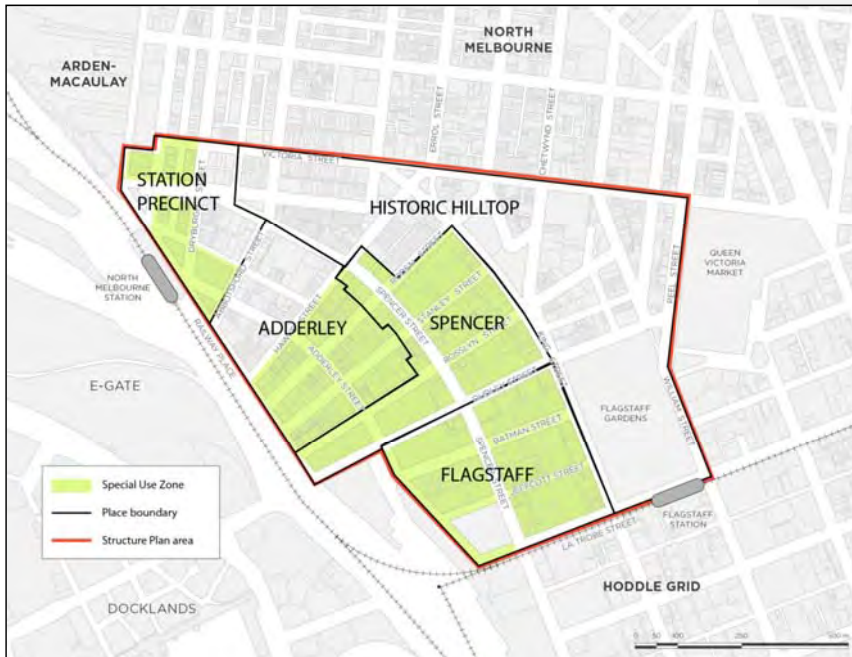 NORTH
MELBOURNE
ARDEN-
MACAULAY
ERROL STREET
CHETWYND STREET
VICTORIA STREET
STATION
PRECINCT
HISTORIC HILLTOP
PEEL STREET
QUEEN
VICTORIA
MARKET
NORTH
MELBOURNE
STATION
STREET
SPENCER STREET
STANLEY STREET
SPENCER
ROSSLYN STREET
ADDERLEY
ADDERLEY STREET
RAILWAY PLACE
E-GATE
FLAGSTAFF
GARDENS
WILLIAM STREET
BATMAN STREET
FLAGSTAFF
STREET
Special Use Zone
Place boundary
Structure Plan area
FLAGSTAFF
STATION
LA TROBE STREET
HODDLE GRID
DOCKLANDS